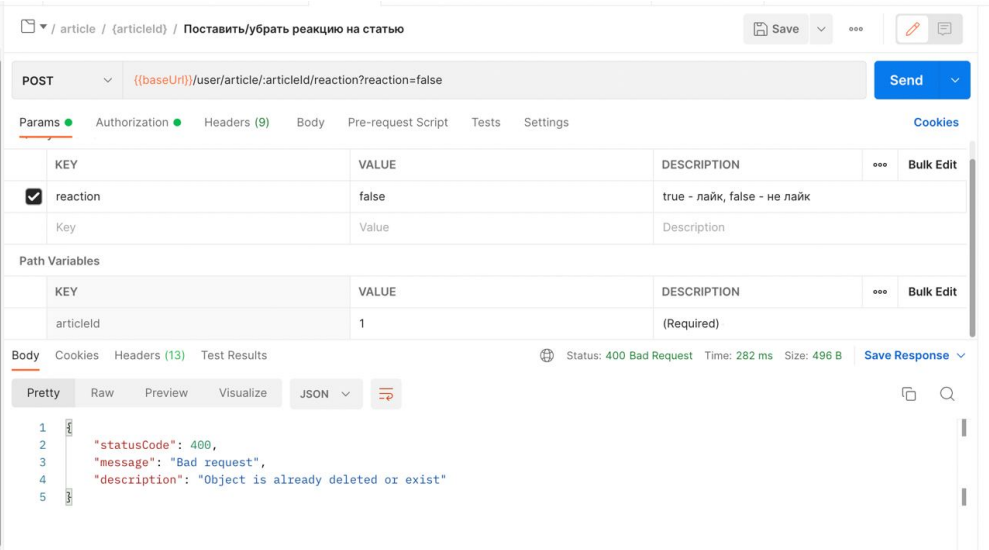 / article / {articleId} / Поставить/убрать реакцию на статью Save
POST {{baseUrl}}/user/article/:articleId/reaction?reaction=false Send
Params Authorization Headers (9) Body Pre-request Script Tests Settings Cookies
KEY VALUE DESCRIPTION Bulk Edit
reaction false true - лайк, false - не лайк
Key Value Description
Path Variables
KEY VALUE DESCRIPTION Bulk Edit
articleId 1 (Required)
Body Cookies Headers (13) Test Results Status: 400 Bad Request Time: 282 ms Size: 496 B Save Response
Pretty Raw Preview Visualize JSON
1 {
2 "statusCode": 400,
3 "message": "Bad request",
4 "description": "Object is already deleted or exist"
5 }